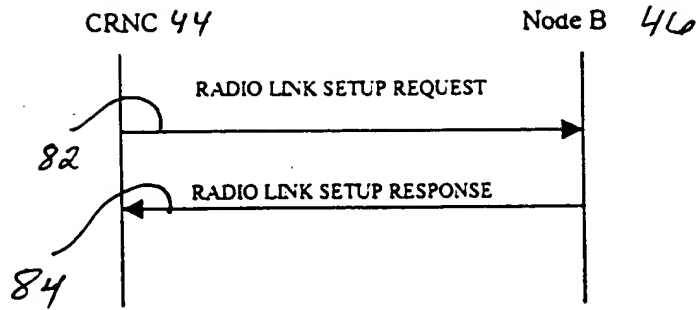 CRNC 44
Node B 46
RADIO LINK SETUP REQUEST
82
RADIO LINK SETUP RESPONSE
84